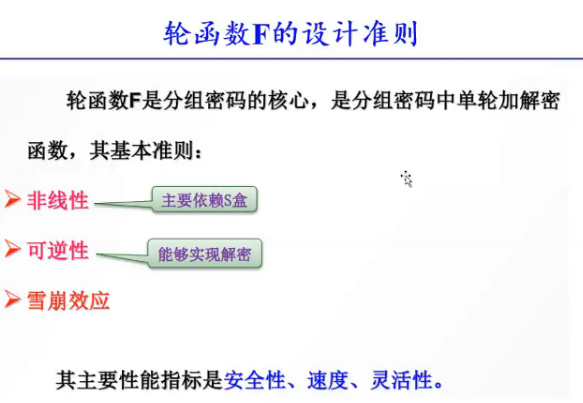 轮函数F的设计准则
轮函数F是分组密码的核心，是分组密码中单轮加解密
函数，其基本准则：
非线性 主要依赖S盒
可逆性 能够实现解密
雪崩效应
其主要性能指标是安全性、速度、灵活性。